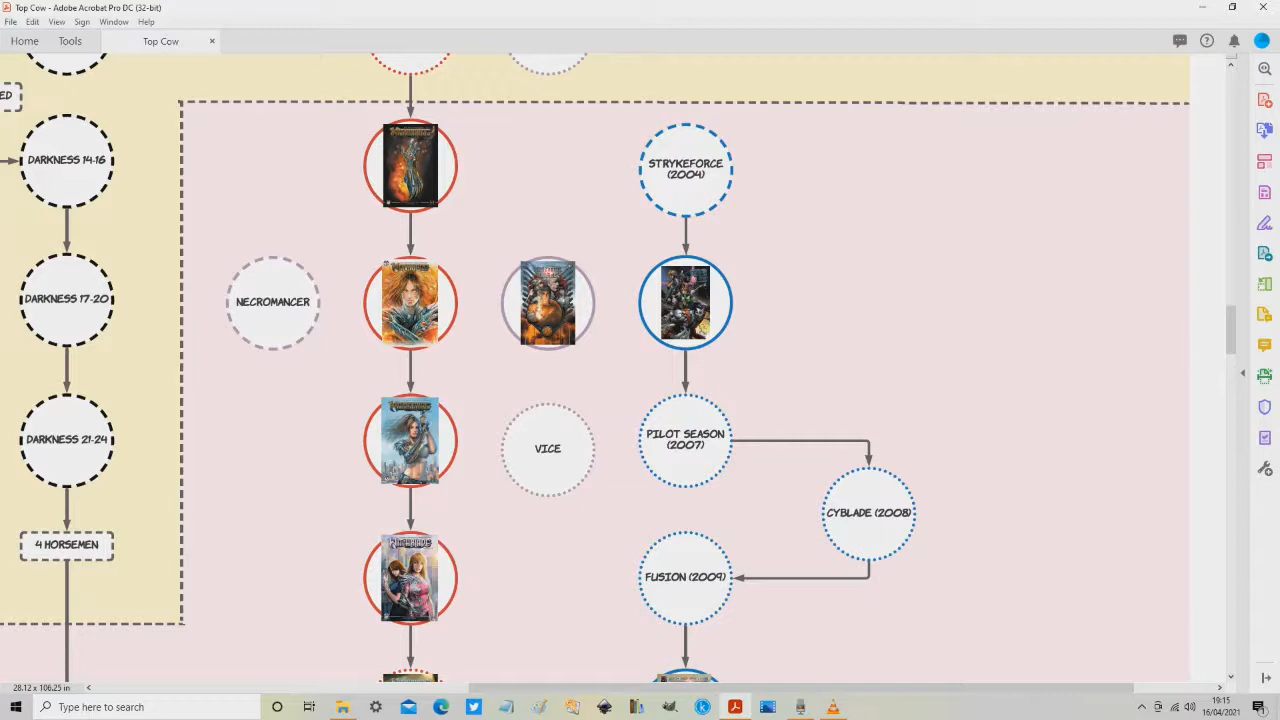 Top Cow - Adobe Acrobat Pro DC (32-bit)
File Edit View Sign Window Help
Home Tools Top Cow ×
ED
DARKNESS 14-16
STRYKEFORCE
(2004)
DARKNESS 17-20
NECROMANCER
DARKNESS 21-24
VICE
PILOT SEASON
(2007)
CYBLADE (2008)
4 HORSEMEN
WITCHBLADE
FUSION (2009)
28.12 x 106.25 in
Type here to search
19:15
16/04/2021